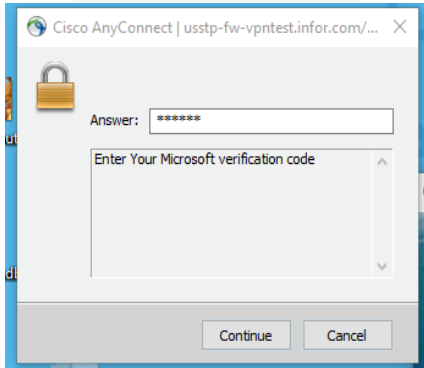 Cisco AnyConnect | usstp-fw-vpntest.infor.com/...
Answer: ******
Enter Your Microsoft verification code
Continue Cancel